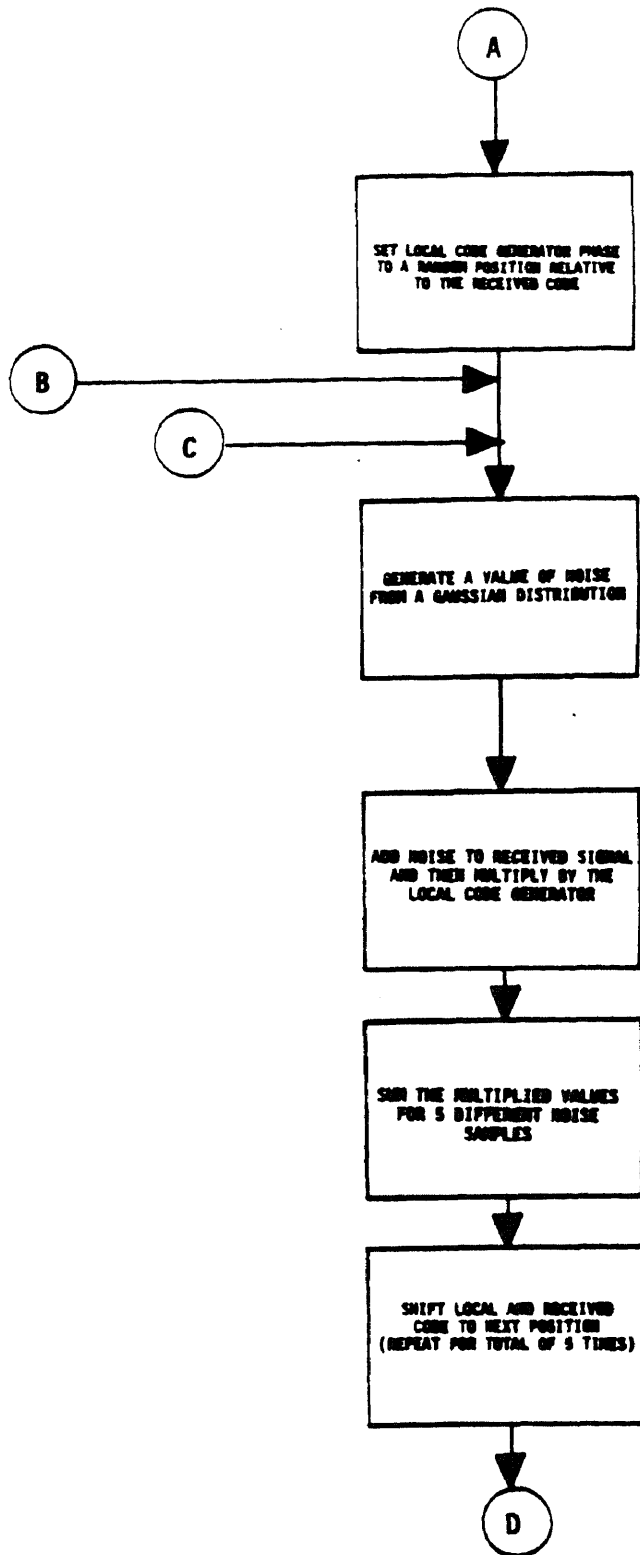 A
SET LOCAL CODE GENERATOR PHASE
TO A RANDOM POSITION RELATIVE
TO THE RECEIVED CODE
B
C
GENERATE A VALUE OF NOISE
FROM A GAUSSIAN DISTRIBUTION
ADD NOISE TO RECEIVED SIGNAL
AND THEN MULTIPLY BY THE
LOCAL CODE GENERATOR
SUM THE MULTIPLIED VALUES
FOR 5 DIFFERENT NOISE
SAMPLES
SHIFT LOCAL AND RECEIVED
CODE TO NEXT POSITION
(REPEAT FOR TOTAL OF 5 TIMES)
D